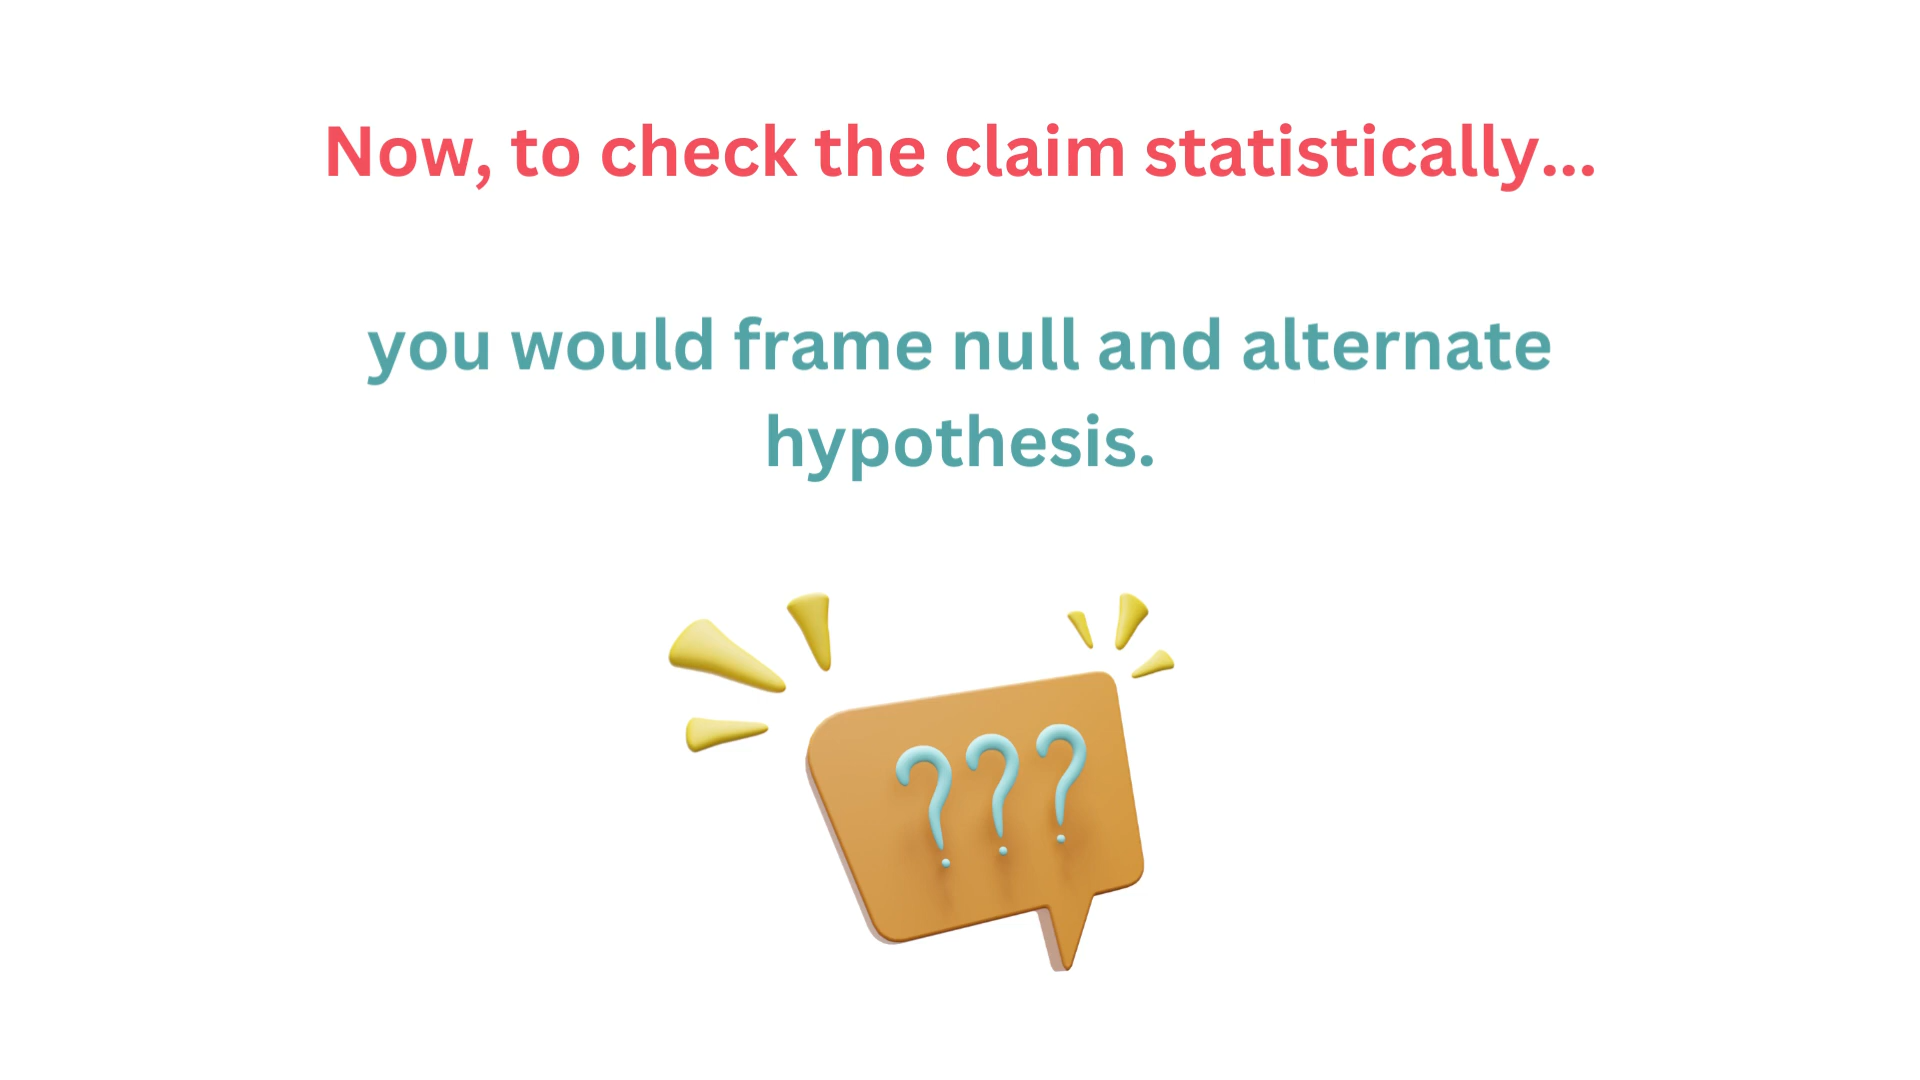 Now, to check the claim statistically...
you would frame null and alternate
hypothesis.
???